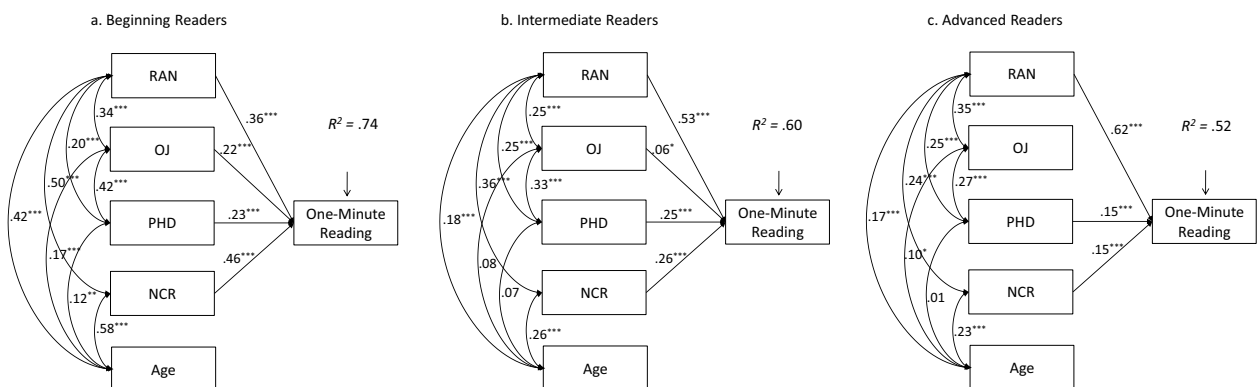 a. Beginning Readers
RAN
OJ
PHD
NCR
Age
.34***
.20***
.50***
.42***
.42***
.17***
.12**
.58***
.36***
.22***
.23***
.46***
R² = .74
One-Minute
Reading
b. Intermediate Readers
RAN
OJ
PHD
NCR
Age
.25***
.25***
.36***
.33***
.18***
.08
.07
.26***
.53***
.06*
.25***
.26***
R² = .60
One-Minute
Reading
c. Advanced Readers
RAN
OJ
PHD
NCR
Age
.35***
.25***
.24***
.27***
.17***
.10*
.01
.23***
.62***
.15***
.15***
R² = .52
One-Minute
Reading